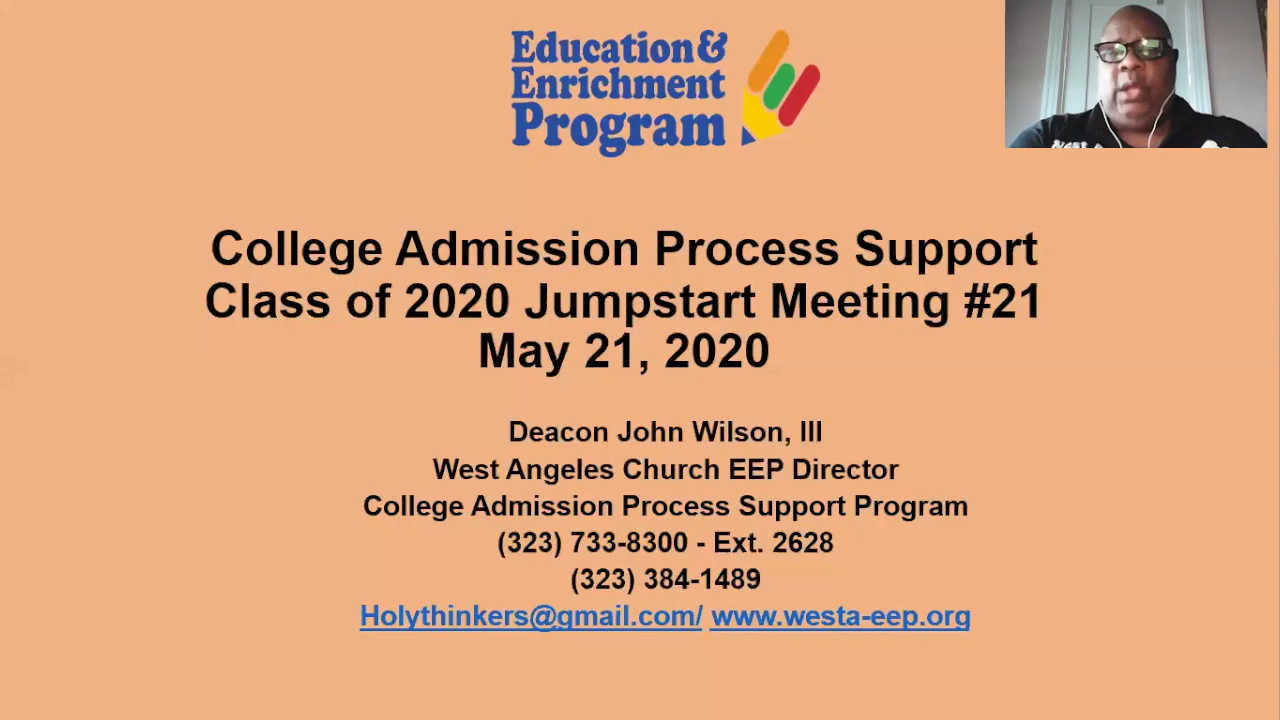 Education &
Enrichment
Program
College Admission Process Support
Class of 2020 Jumpstart Meeting #21
May 21, 2020
Deacon John Wilson, III
West Angeles Church EEP Director
College Admission Process Support Program
(323) 733-8300 - Ext. 2628
(323) 384-1489
Holythinkers@gmail.com/ www.westa-eep.org